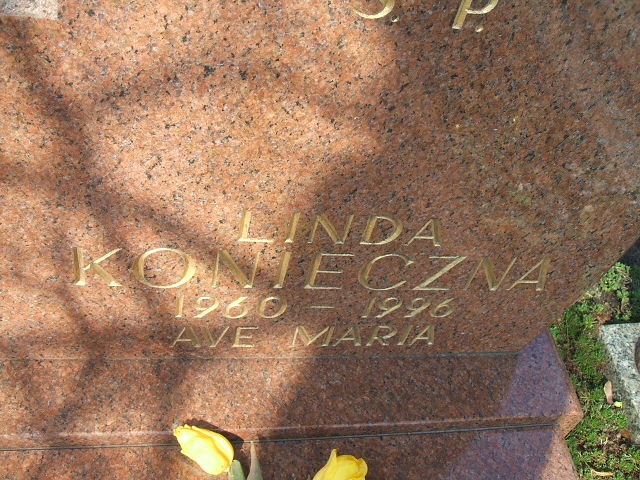 S. P.
LINDA
KONIECZNA
1960 – 1996
AVE MARIA